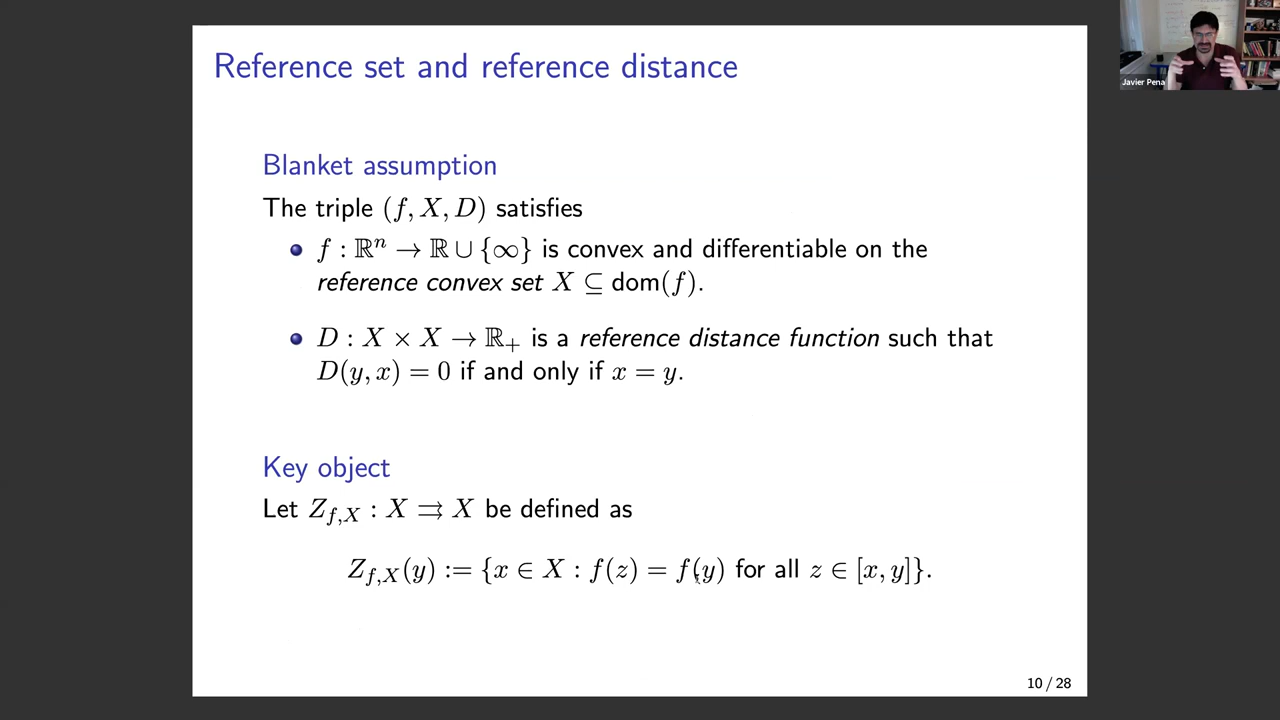 Reference set and reference distance
Javier Pena
Blanket assumption
The triple (f, X, D) satisfies
f : ℝⁿ → ℝ ∪ {∞} is convex and differentiable on the
reference convex set X ⊆ dom(f).
D : X × X → ℝ₊ is a reference distance function such that
D(y, x) = 0 if and only if x = y.
Key object
Let Z_{f,X} : X ⇉ X be defined as
Z_{f,X}(y) := {x ∈ X : f(z) = f(y) for all z ∈ [x, y]}.
10 / 28